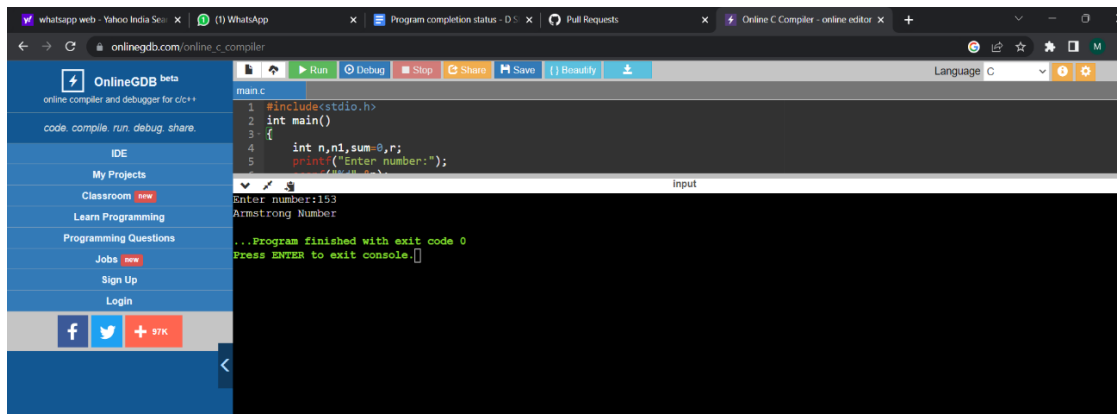 whatsapp web - Yahoo India Sear
(1) WhatsApp
Program completion status - D S
Pull Requests
Online C Compiler - online editor
onlinegdb.com/online_c_compiler
M
OnlineGDB beta
online compiler and debugger for c/c++
code. compile. run. debug. share.
IDE
My Projects
Classroom new
Learn Programming
Programming Questions
Jobs new
Sign Up
Login
97K
Run
Debug
Stop
Share
Save
{ } Beautify
Language C
main.c
1 #include<stdio.h>
2 int main()
3 {
4 int n,n1,sum=0,r;
5 printf("Enter number:");
input
Enter number:153
Armstrong Number
...Program finished with exit code 0
Press ENTER to exit console.